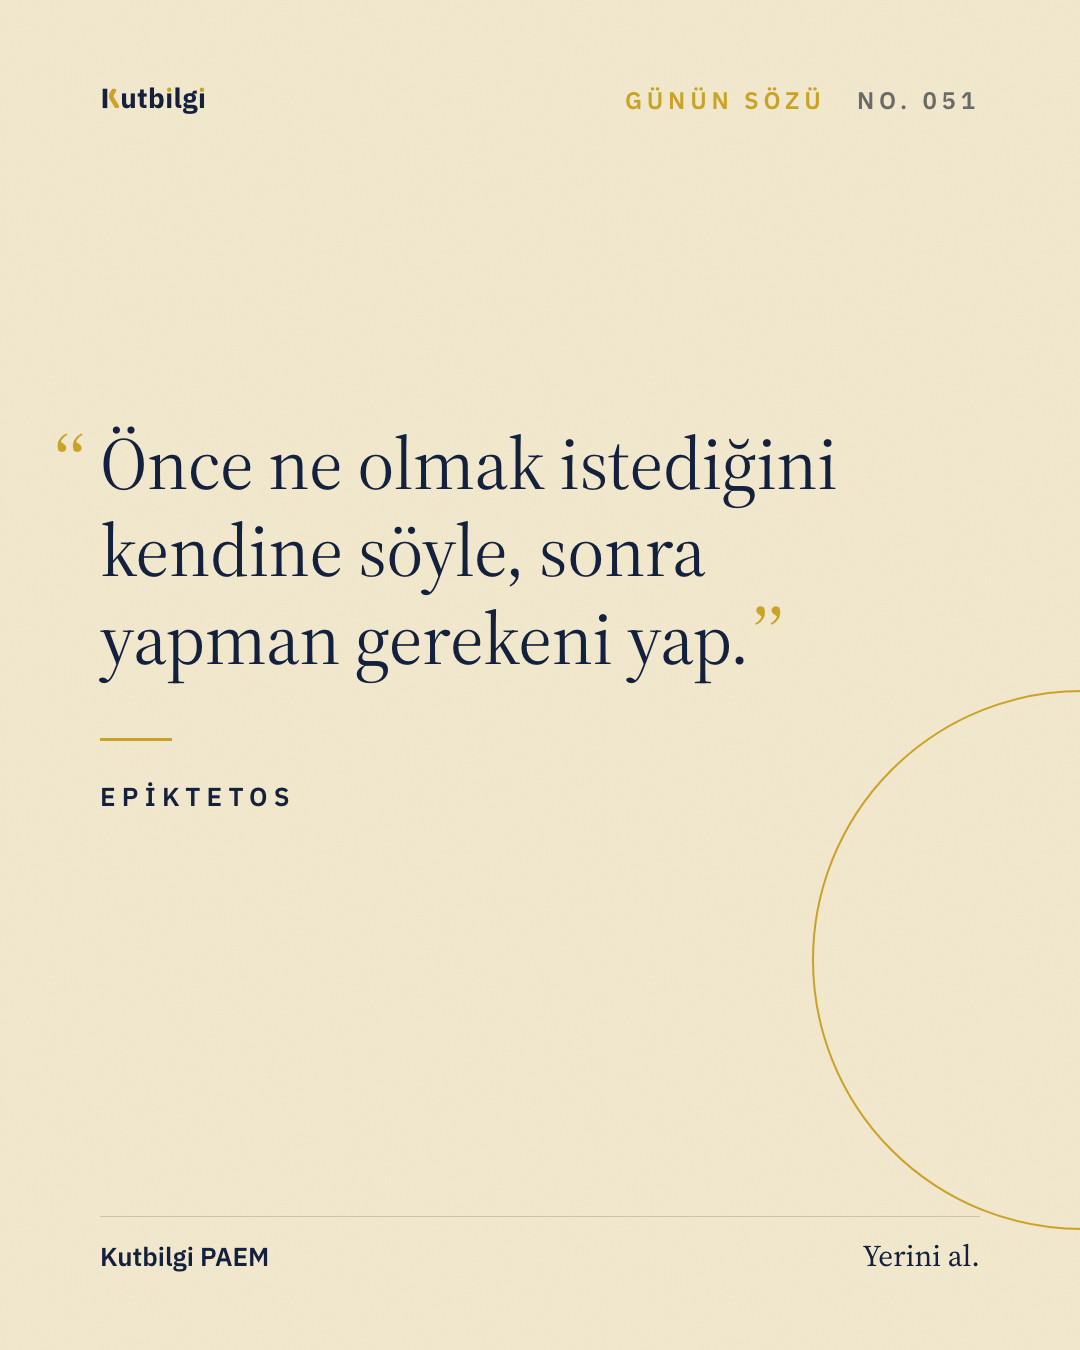 Kutbilgi
GÜNÜN SÖZÜ NO. 051
“Önce ne olmak istediğini
kendine söyle, sonra
yapman gerekeni yap.”
EPİKTETOS
Kutbilgi PAEM
Yerini al.